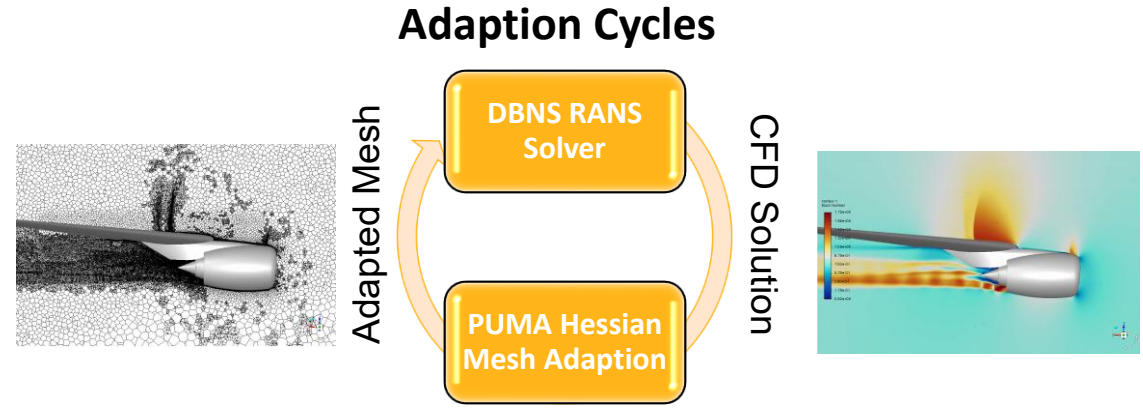 Adaption Cycles
Adapted Mesh
DBNS RANS
Solver
CFD Solution
PUMA Hessian
Mesh Adaption